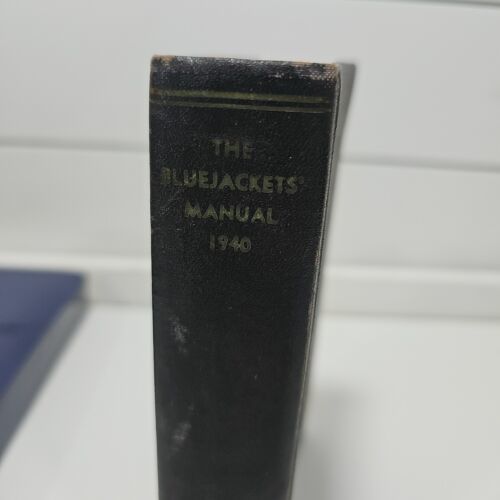 THE
BLUEJACKETS'
MANUAL
1940